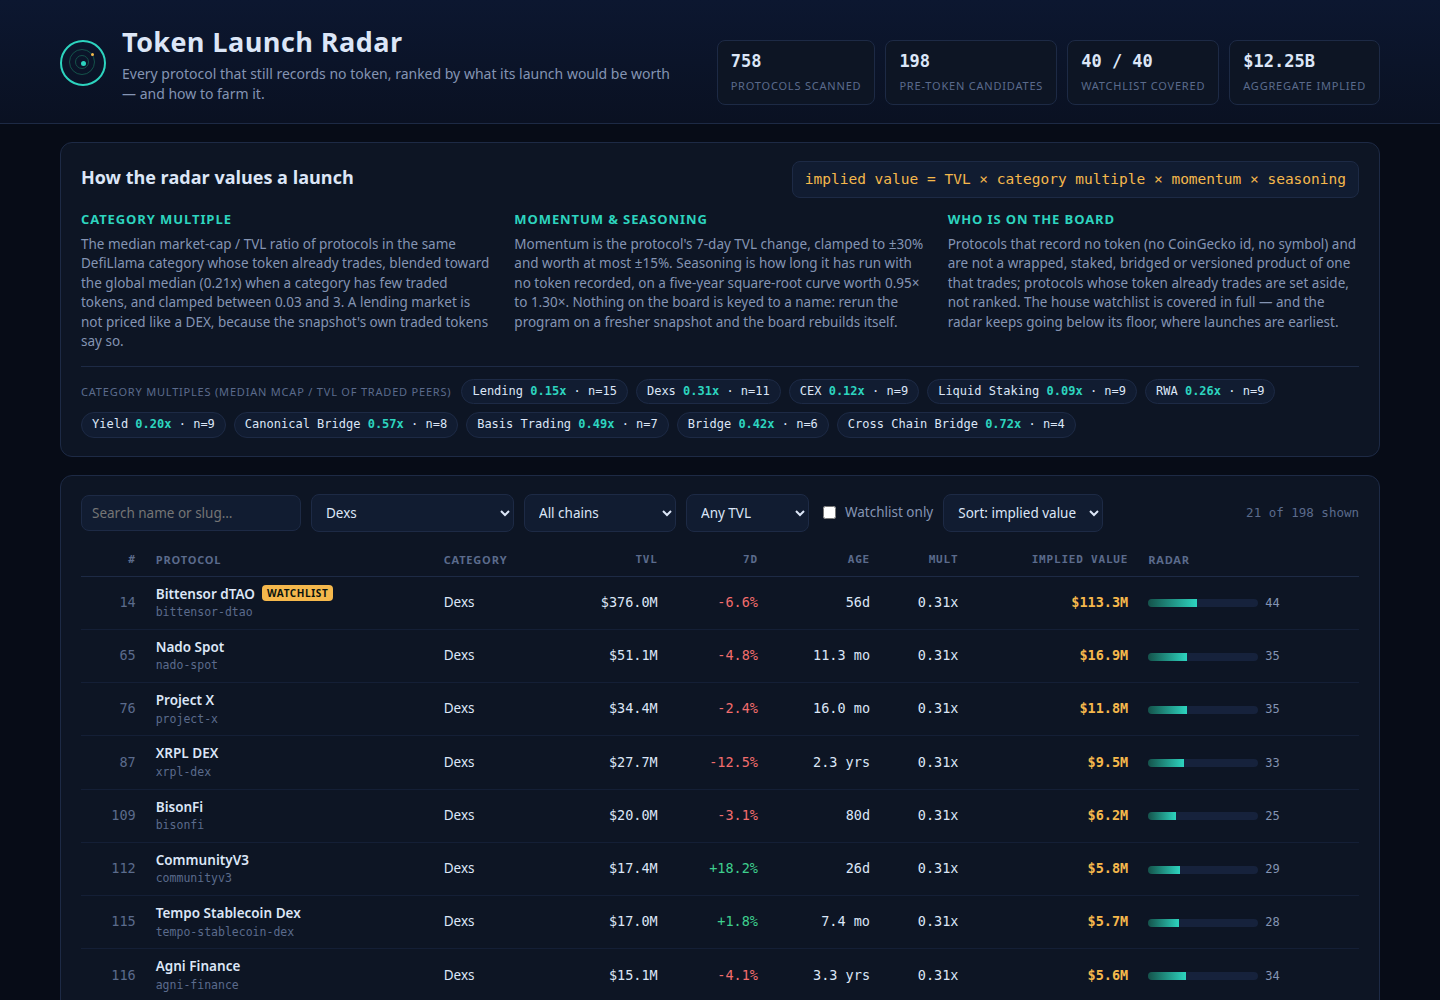 Token Launch Radar
Every protocol that still records no token, ranked by what its launch would be worth
— and how to farm it.
758
PROTOCOLS SCANNED
198
PRE-TOKEN CANDIDATES
40 / 40
WATCHLIST COVERED
$12.25B
AGGREGATE IMPLIED
How the radar values a launch
implied value = TVL × category multiple × momentum × seasoning
CATEGORY MULTIPLE
The median market-cap / TVL ratio of protocols in the same
DefiLlama category whose token already trades, blended toward
the global median (0.21x) when a category has few traded
tokens, and clamped between 0.03 and 3. A lending market is
not priced like a DEX, because the snapshot's own traded tokens
say so.
MOMENTUM & SEASONING
Momentum is the protocol's 7-day TVL change, clamped to ±30%
and worth at most ±15%. Seasoning is how long it has run with
no token recorded, on a five-year square-root curve worth 0.95×
to 1.30×. Nothing on the board is keyed to a name: rerun the
program on a fresher snapshot and the board rebuilds itself.
WHO IS ON THE BOARD
Protocols that record no token (no CoinGecko id, no symbol) and
are not a wrapped, staked, bridged or versioned product of one
that trades; protocols whose token already trades are set aside,
not ranked. The house watchlist is covered in full — and the
radar keeps going below its floor, where launches are earliest.
CATEGORY MULTIPLES (MEDIAN MCAP / TVL OF TRADED PEERS) Lending 0.15x · n=15 Dexs 0.31x · n=11 CEX 0.12x · n=9 Liquid Staking 0.09x · n=9 RWA 0.26x · n=9
Yield 0.20x · n=9 Canonical Bridge 0.57x · n=8 Basis Trading 0.49x · n=7 Bridge 0.42x · n=6 Cross Chain Bridge 0.72x · n=4
Search name or slug... Dexs All chains Any TVL Watchlist only Sort: implied value 21 of 198 shown
# PROTOCOL CATEGORY TVL 7D AGE MULT IMPLIED VALUE RADAR
14 Bittensor dTAO WATCHLIST Dexs $376.0M -6.6% 56d 0.31x $113.3M 44
bittensor-dtao
65 Nado Spot Dexs $51.1M -4.8% 11.3 mo 0.31x $16.9M 35
nado-spot
76 Project X Dexs $34.4M -2.4% 16.0 mo 0.31x $11.8M 35
project-x
87 XRPL DEX Dexs $27.7M -12.5% 2.3 yrs 0.31x $9.5M 33
xrpl-dex
109 BisonFi Dexs $20.0M -3.1% 80d 0.31x $6.2M 25
bisonfi
112 CommunityV3 Dexs $17.4M +18.2% 26d 0.31x $5.8M 29
communityv3
115 Tempo Stablecoin Dex Dexs $17.0M +1.8% 7.4 mo 0.31x $5.7M 28
tempo-stablecoin-dex
116 Agni Finance Dexs $15.1M -4.1% 3.3 yrs 0.31x $5.6M 34
agni-finance